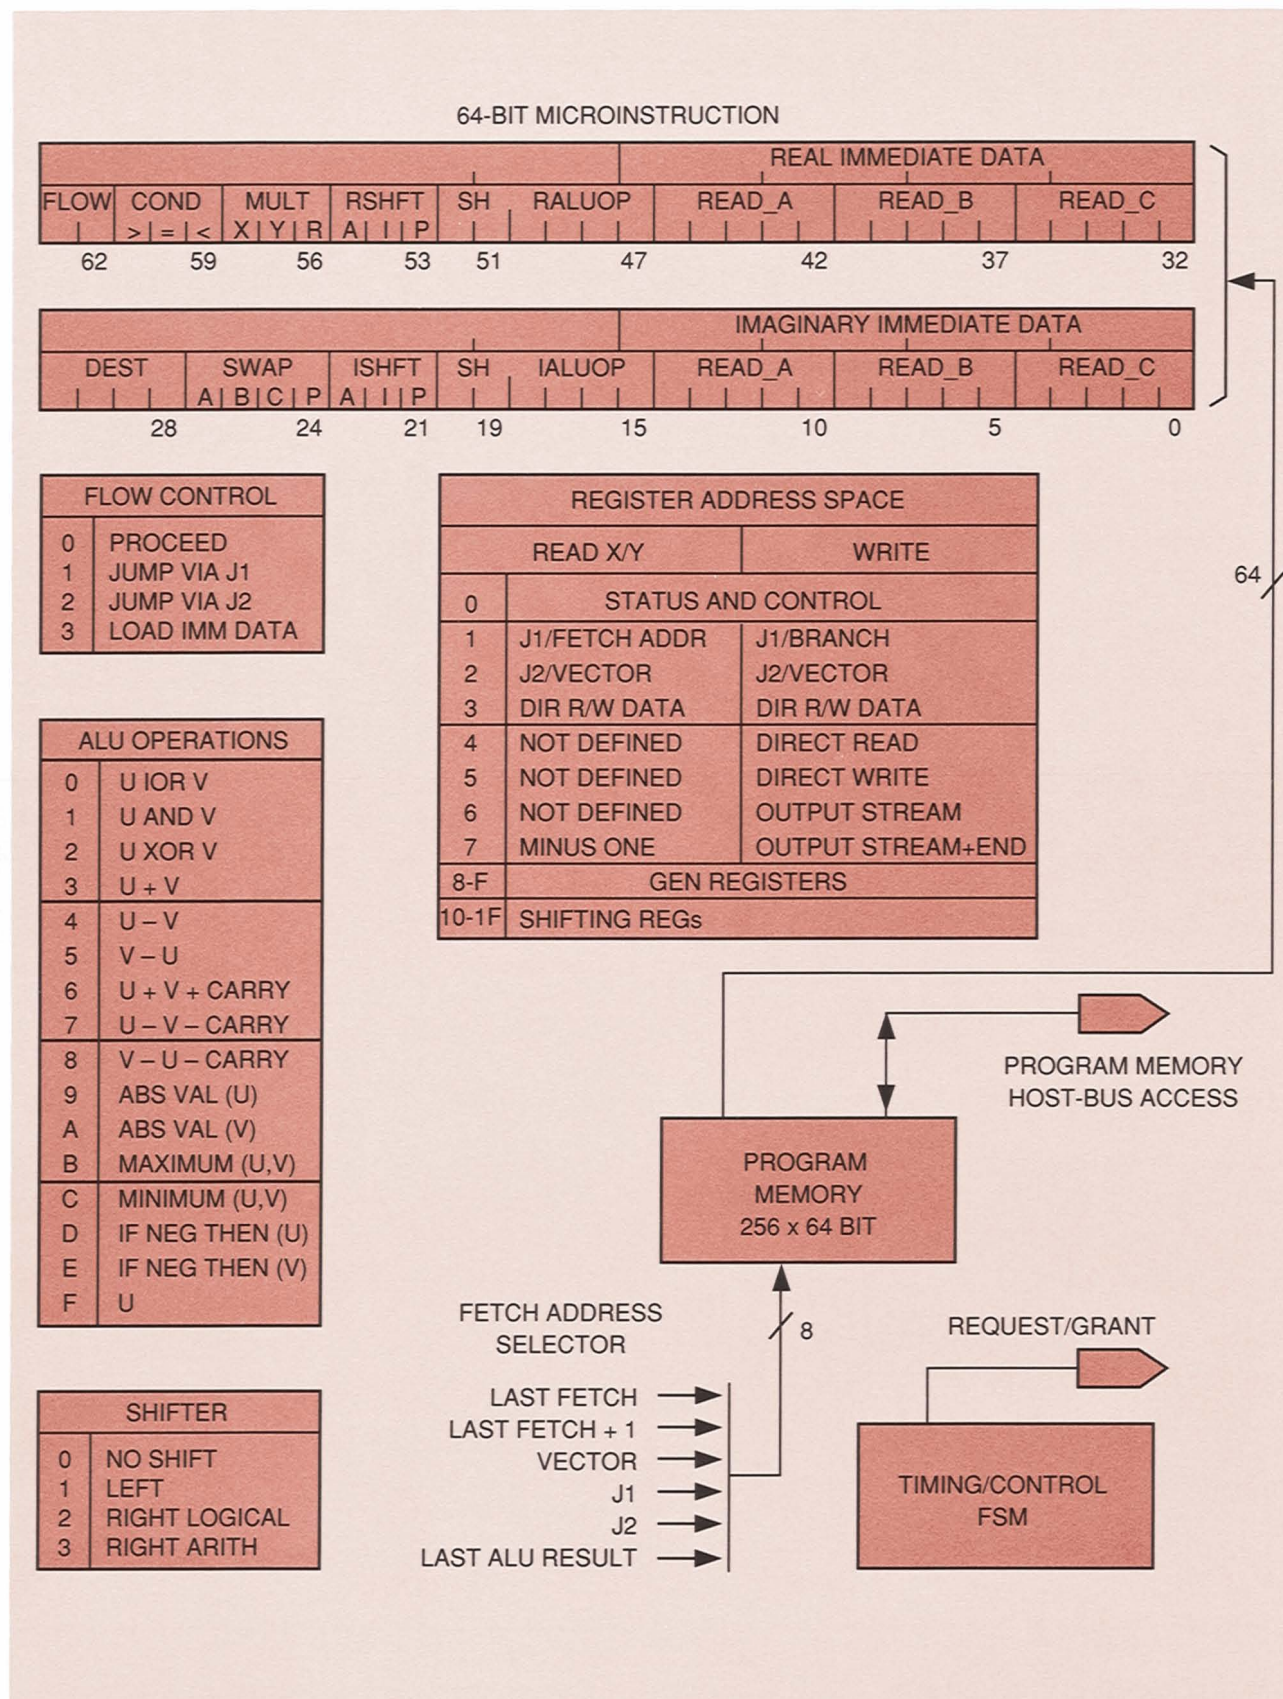 64-BIT MICROINSTRUCTION
REAL IMMEDIATE DATA
FLOW COND MULT RSHFT SH RALUOP READ_A READ_B READ_C
> = < X Y R A I P
62 59 56 53 51 47 42 37 32
IMAGINARY IMMEDIATE DATA
DEST SWAP ISHFT SH IALUOP READ_A READ_B READ_C
A B C P A I P
28 24 21 19 15 10 5 0
FLOW CONTROL
0 PROCEED
1 JUMP VIA J1
2 JUMP VIA J2
3 LOAD IMM DATA
REGISTER ADDRESS SPACE
READ X/Y WRITE
0 STATUS AND CONTROL
1 J1/FETCH ADDR J1/BRANCH
2 J2/VECTOR J2/VECTOR
3 DIR R/W DATA DIR R/W DATA
4 NOT DEFINED DIRECT READ
5 NOT DEFINED DIRECT WRITE
6 NOT DEFINED OUTPUT STREAM
7 MINUS ONE OUTPUT STREAM+END
8-F GEN REGISTERS
10-1F SHIFTING REGs
64
ALU OPERATIONS
0 U IOR V
1 U AND V
2 U XOR V
3 U + V
4 U – V
5 V – U
6 U + V + CARRY
7 U – V – CARRY
8 V – U – CARRY
9 ABS VAL (U)
A ABS VAL (V)
B MAXIMUM (U,V)
C MINIMUM (U,V)
D IF NEG THEN (U)
E IF NEG THEN (V)
F U
PROGRAM MEMORY
HOST-BUS ACCESS
PROGRAM
MEMORY
256 x 64 BIT
FETCH ADDRESS
SELECTOR
8
LAST FETCH
LAST FETCH + 1
VECTOR
J1
J2
LAST ALU RESULT
REQUEST/GRANT
TIMING/CONTROL
FSM
SHIFTER
0 NO SHIFT
1 LEFT
2 RIGHT LOGICAL
3 RIGHT ARITH